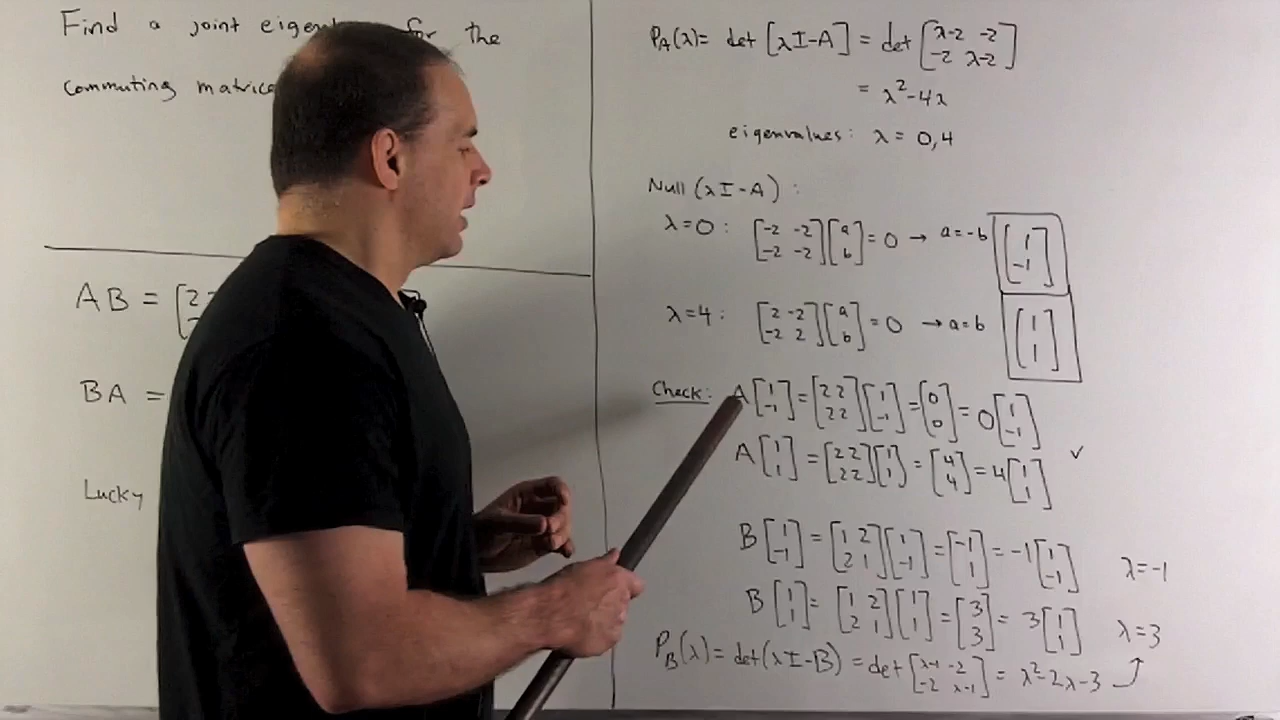 Find a joint for the
commuting
AB = [2 2
BA =
Lucky
P_A(λ) = det [λI-A] = det [λ-2 -2; -2 λ-2]
= λ²-4λ
eigenvalues: λ = 0,4
Null (λI-A) :
λ=0 : [-2 -2; -2 -2][a; b] = 0 → a=-b [1; -1]
λ=4 : [2 -2; -2 2][a; b] = 0 → a=b [1; 1]
Check: A[1; -1] = [2 2; 2 2][1; -1] = [0; 0] = 0[1; -1]
A[1; 1] = [2 2; 2 2][1; 1] = [4; 4] = 4[1; 1] ✓
B[1; -1] = [1 2; 2 1][1; -1] = [-1; 1] = -1[1; -1] λ=-1
B[1; 1] = [1 2; 2 1][1; 1] = [3; 3] = 3[1; 1] λ=3
P_B(λ) = det(λI-B) = det[λ-1 -2; -2 λ-1] = λ²-2λ-3